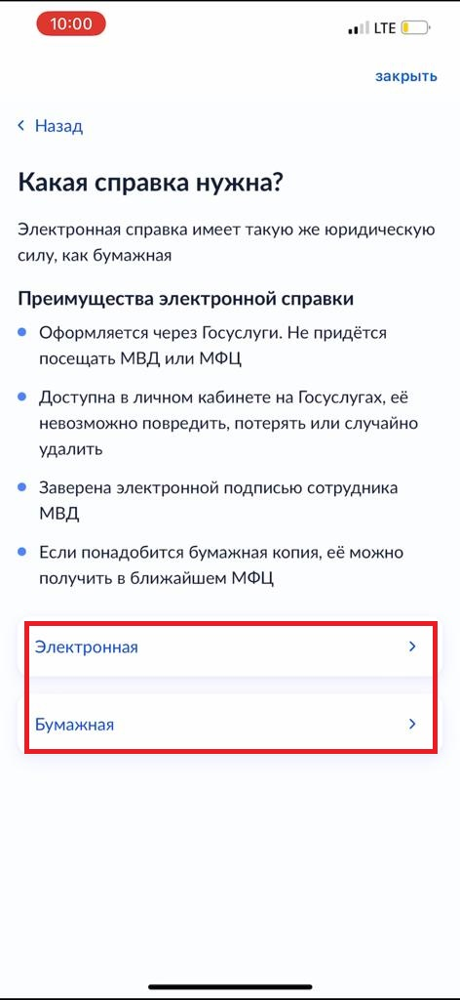 10:00
LTE
закрыть
Назад
Какая справка нужна?
Электронная справка имеет такую же юридическую
силу, как бумажная
Преимущества электронной справки
Оформляется через Госуслуги. Не придётся
посещать МВД или МФЦ
Доступна в личном кабинете на Госуслугах, её
невозможно повредить, потерять или случайно
удалить
Заверена электронной подписью сотрудника
МВД
Если понадобится бумажная копия, её можно
получить в ближайшем МФЦ
Электронная
Бумажная